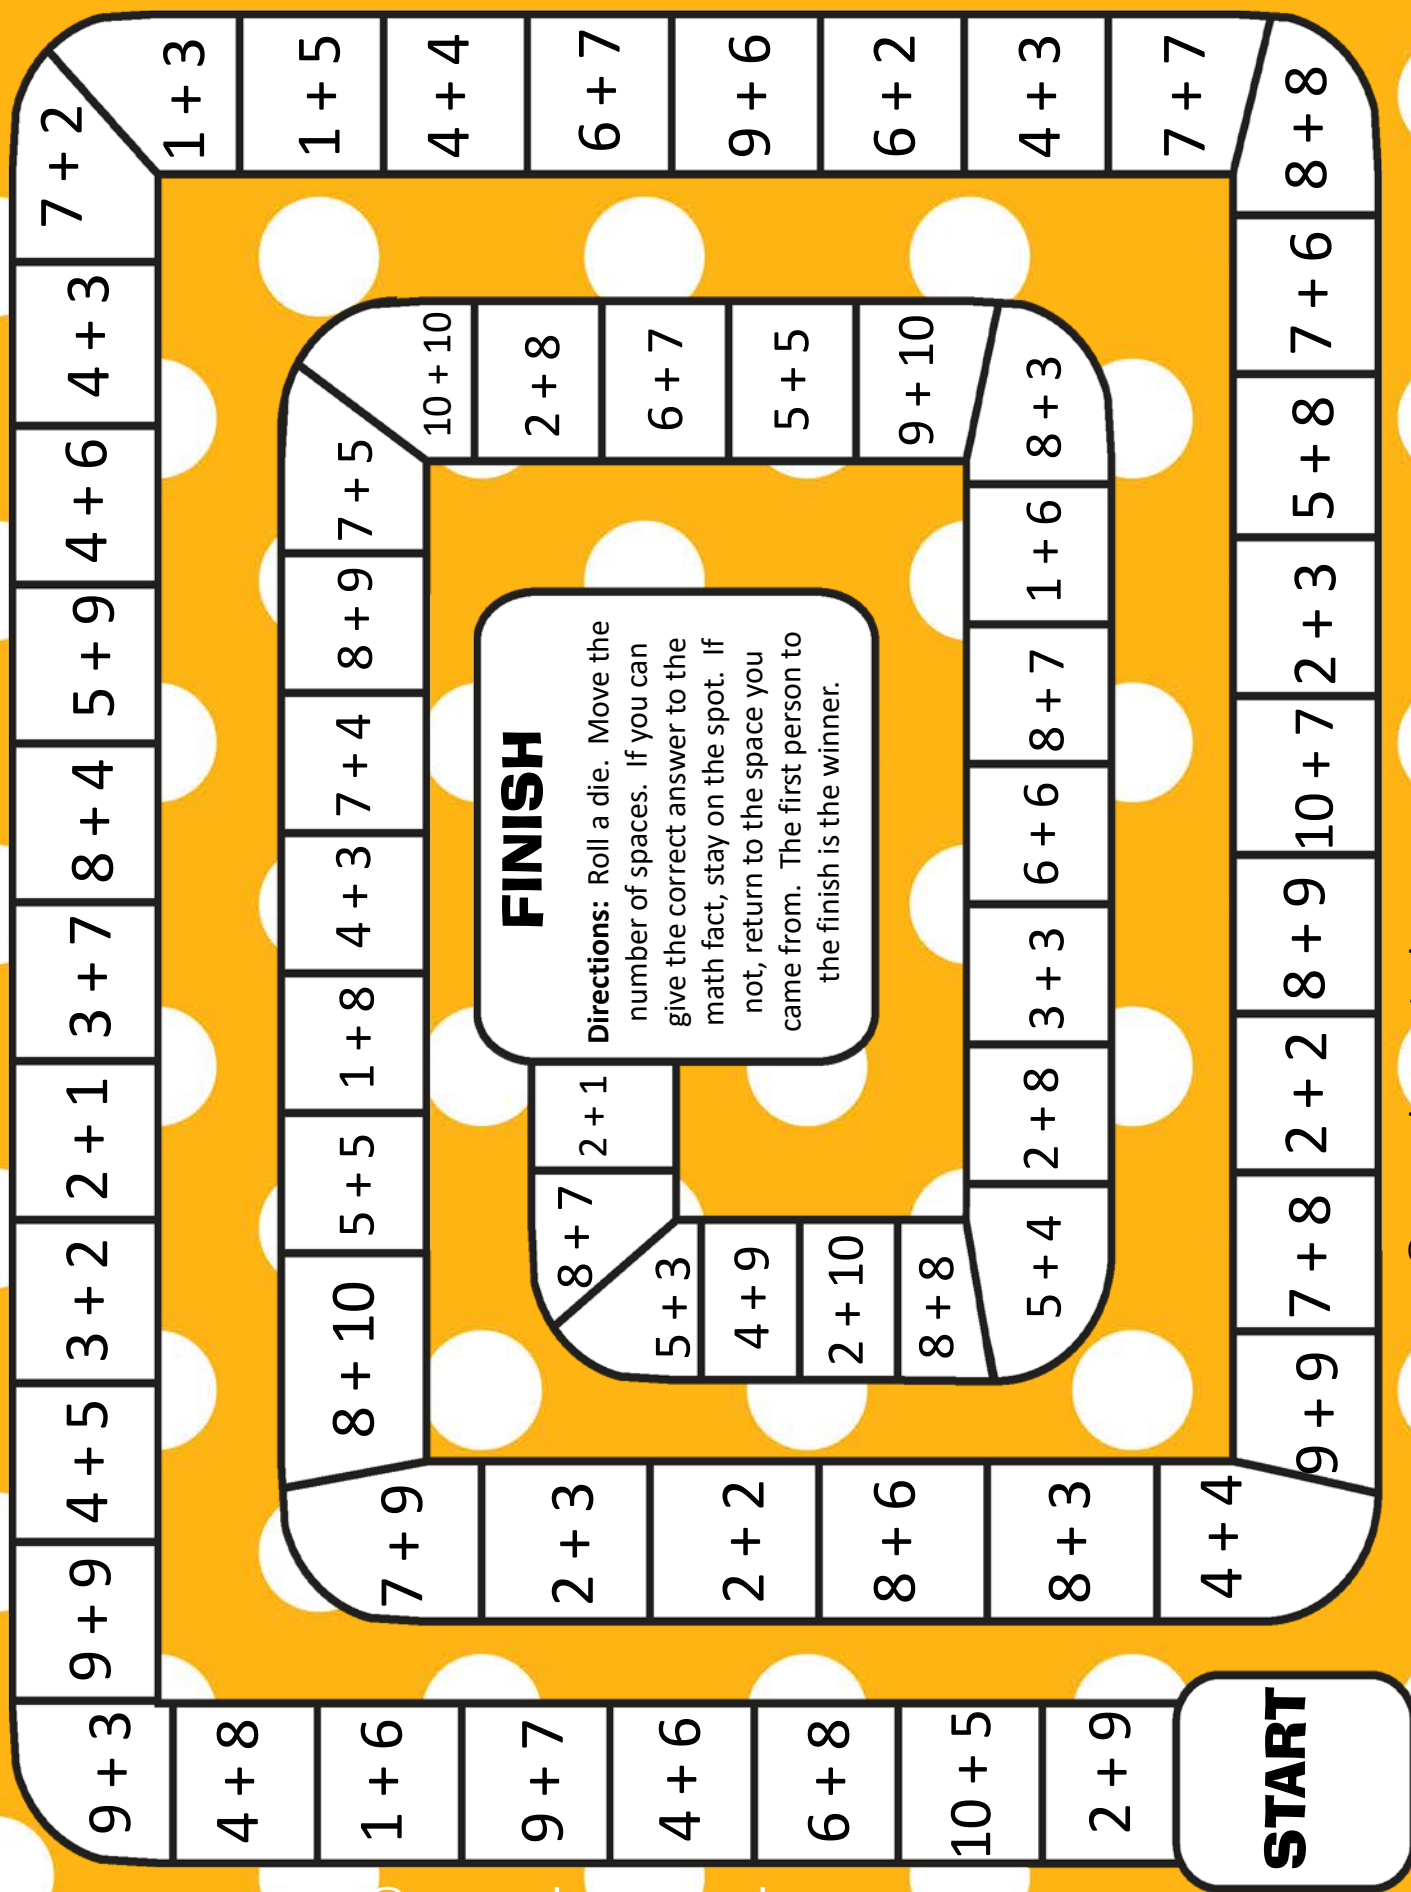 START
2 + 9
10 + 5
6 + 8
4 + 6
9 + 7
1 + 6
4 + 8
9 + 3
9 + 9
4 + 5
3 + 2
2 + 1
3 + 7
8 + 4
5 + 9
4 + 6
4 + 3
7 + 2
1 + 3
1 + 5
4 + 4
6 + 7
9 + 6
6 + 2
4 + 3
7 + 7
8 + 8
7 + 6
5 + 8
2 + 3
10 + 7
8 + 9
2 + 2
7 + 8
9 + 9
4 + 4
8 + 3
8 + 6
2 + 2
2 + 3
7 + 9
8 + 10
5 + 5
1 + 8
4 + 3
7 + 4
8 + 9
7 + 5
10 + 10
2 + 8
6 + 7
5 + 5
9 + 10
8 + 3
1 + 6
8 + 7
6 + 6
3 + 3
2 + 8
5 + 4
8 + 8
2 + 10
4 + 9
5 + 3
8 + 7
2 + 1
FINISH
Directions: Roll a die. Move the
number of spaces. If you can
give the correct answer to the
math fact, stay on the spot. If
not, return to the space you
came from. The first person to
the finish is the winner.